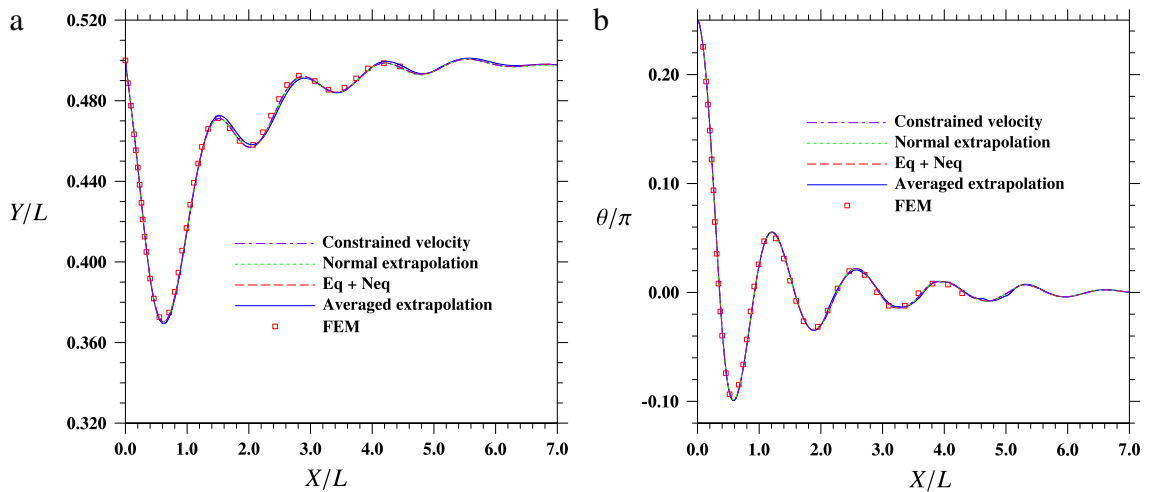 a
0.520
0.480
0.440
Y/L
0.400
0.360
0.320
Constrained velocity
Normal extrapolation
Eq + Neq
Averaged extrapolation
FEM
0.0 1.0 2.0 3.0 4.0 5.0 6.0 7.0
X/L
b
0.20
0.10
θ/π
0.00
-0.10
Constrained velocity
Normal extrapolation
Eq + Neq
Averaged extrapolation
FEM
0.0 1.0 2.0 3.0 4.0 5.0 6.0 7.0
X/L